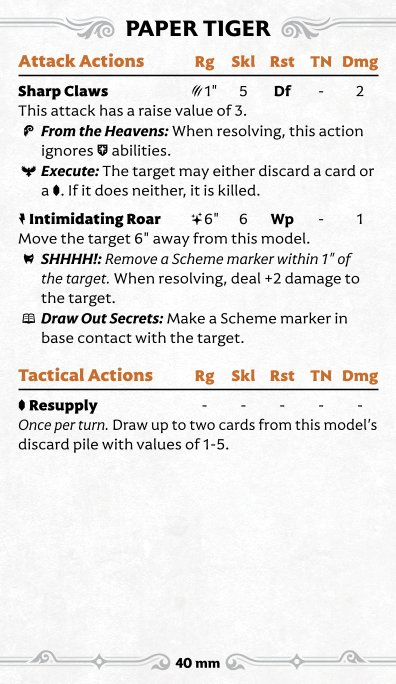 PAPER TIGER
Attack Actions Rg Skl Rst TN Dmg
Sharp Claws 1" 5 Df - 2
This attack has a raise value of 3.
From the Heavens: When resolving, this action
ignores abilities.
Execute: The target may either discard a card or
a . If it does neither, it is killed.
Intimidating Roar 6" 6 Wp - 1
Move the target 6" away from this model.
SHHHH!: Remove a Scheme marker within 1" of
the target. When resolving, deal +2 damage to
the target.
Draw Out Secrets: Make a Scheme marker in
base contact with the target.
Tactical Actions Rg Skl Rst TN Dmg
Resupply - - - - -
Once per turn. Draw up to two cards from this model's
discard pile with values of 1-5.
40 mm